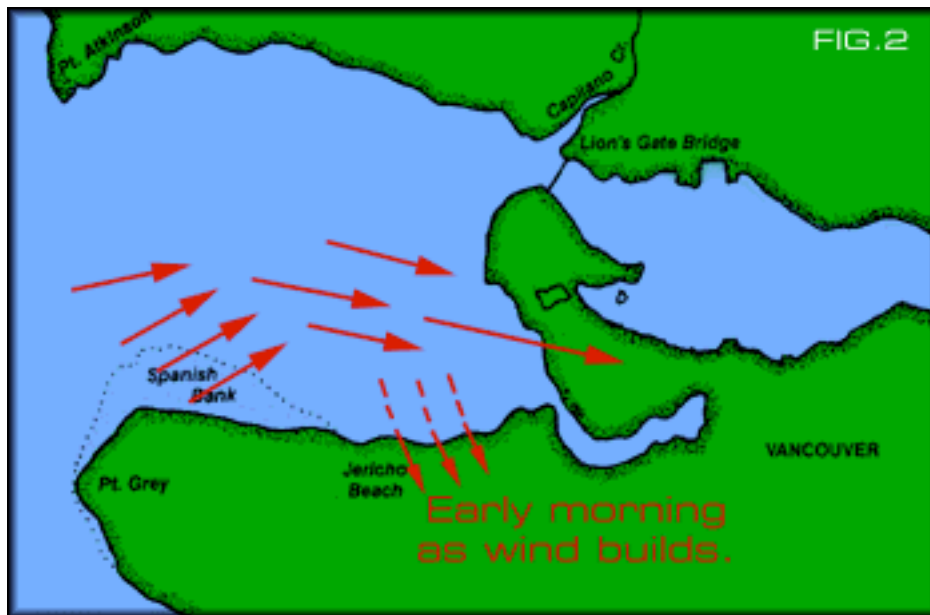 FIG.2
Pt. Atkinson
Capilano
Lion's Gate Bridge
Spanish
Bank
Pt. Grey
Jericho
Beach
VANCOUVER
Early morning
as wind builds.